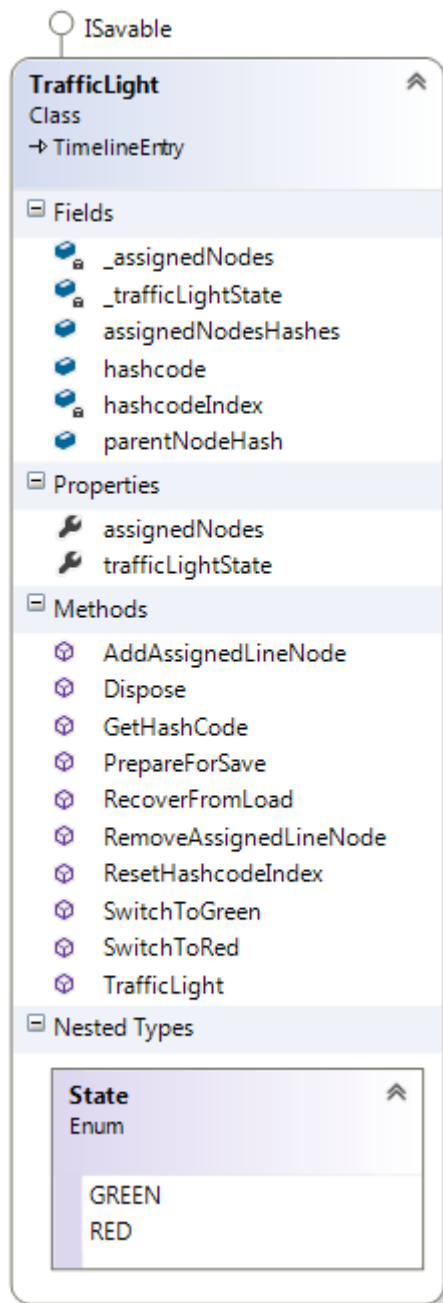 ISavable
TrafficLight
Class
TimelineEntry
Fields
_assignedNodes
_trafficLightState
assignedNodesHashes
hashcode
hashcodeIndex
parentNodeHash
Properties
assignedNodes
trafficLightState
Methods
AddAssignedLineNode
Dispose
GetHashCode
PrepareForSave
RecoverFromLoad
RemoveAssignedLineNode
ResetHashcodeIndex
SwitchToGreen
SwitchToRed
TrafficLight
Nested Types
State
Enum
GREEN
RED